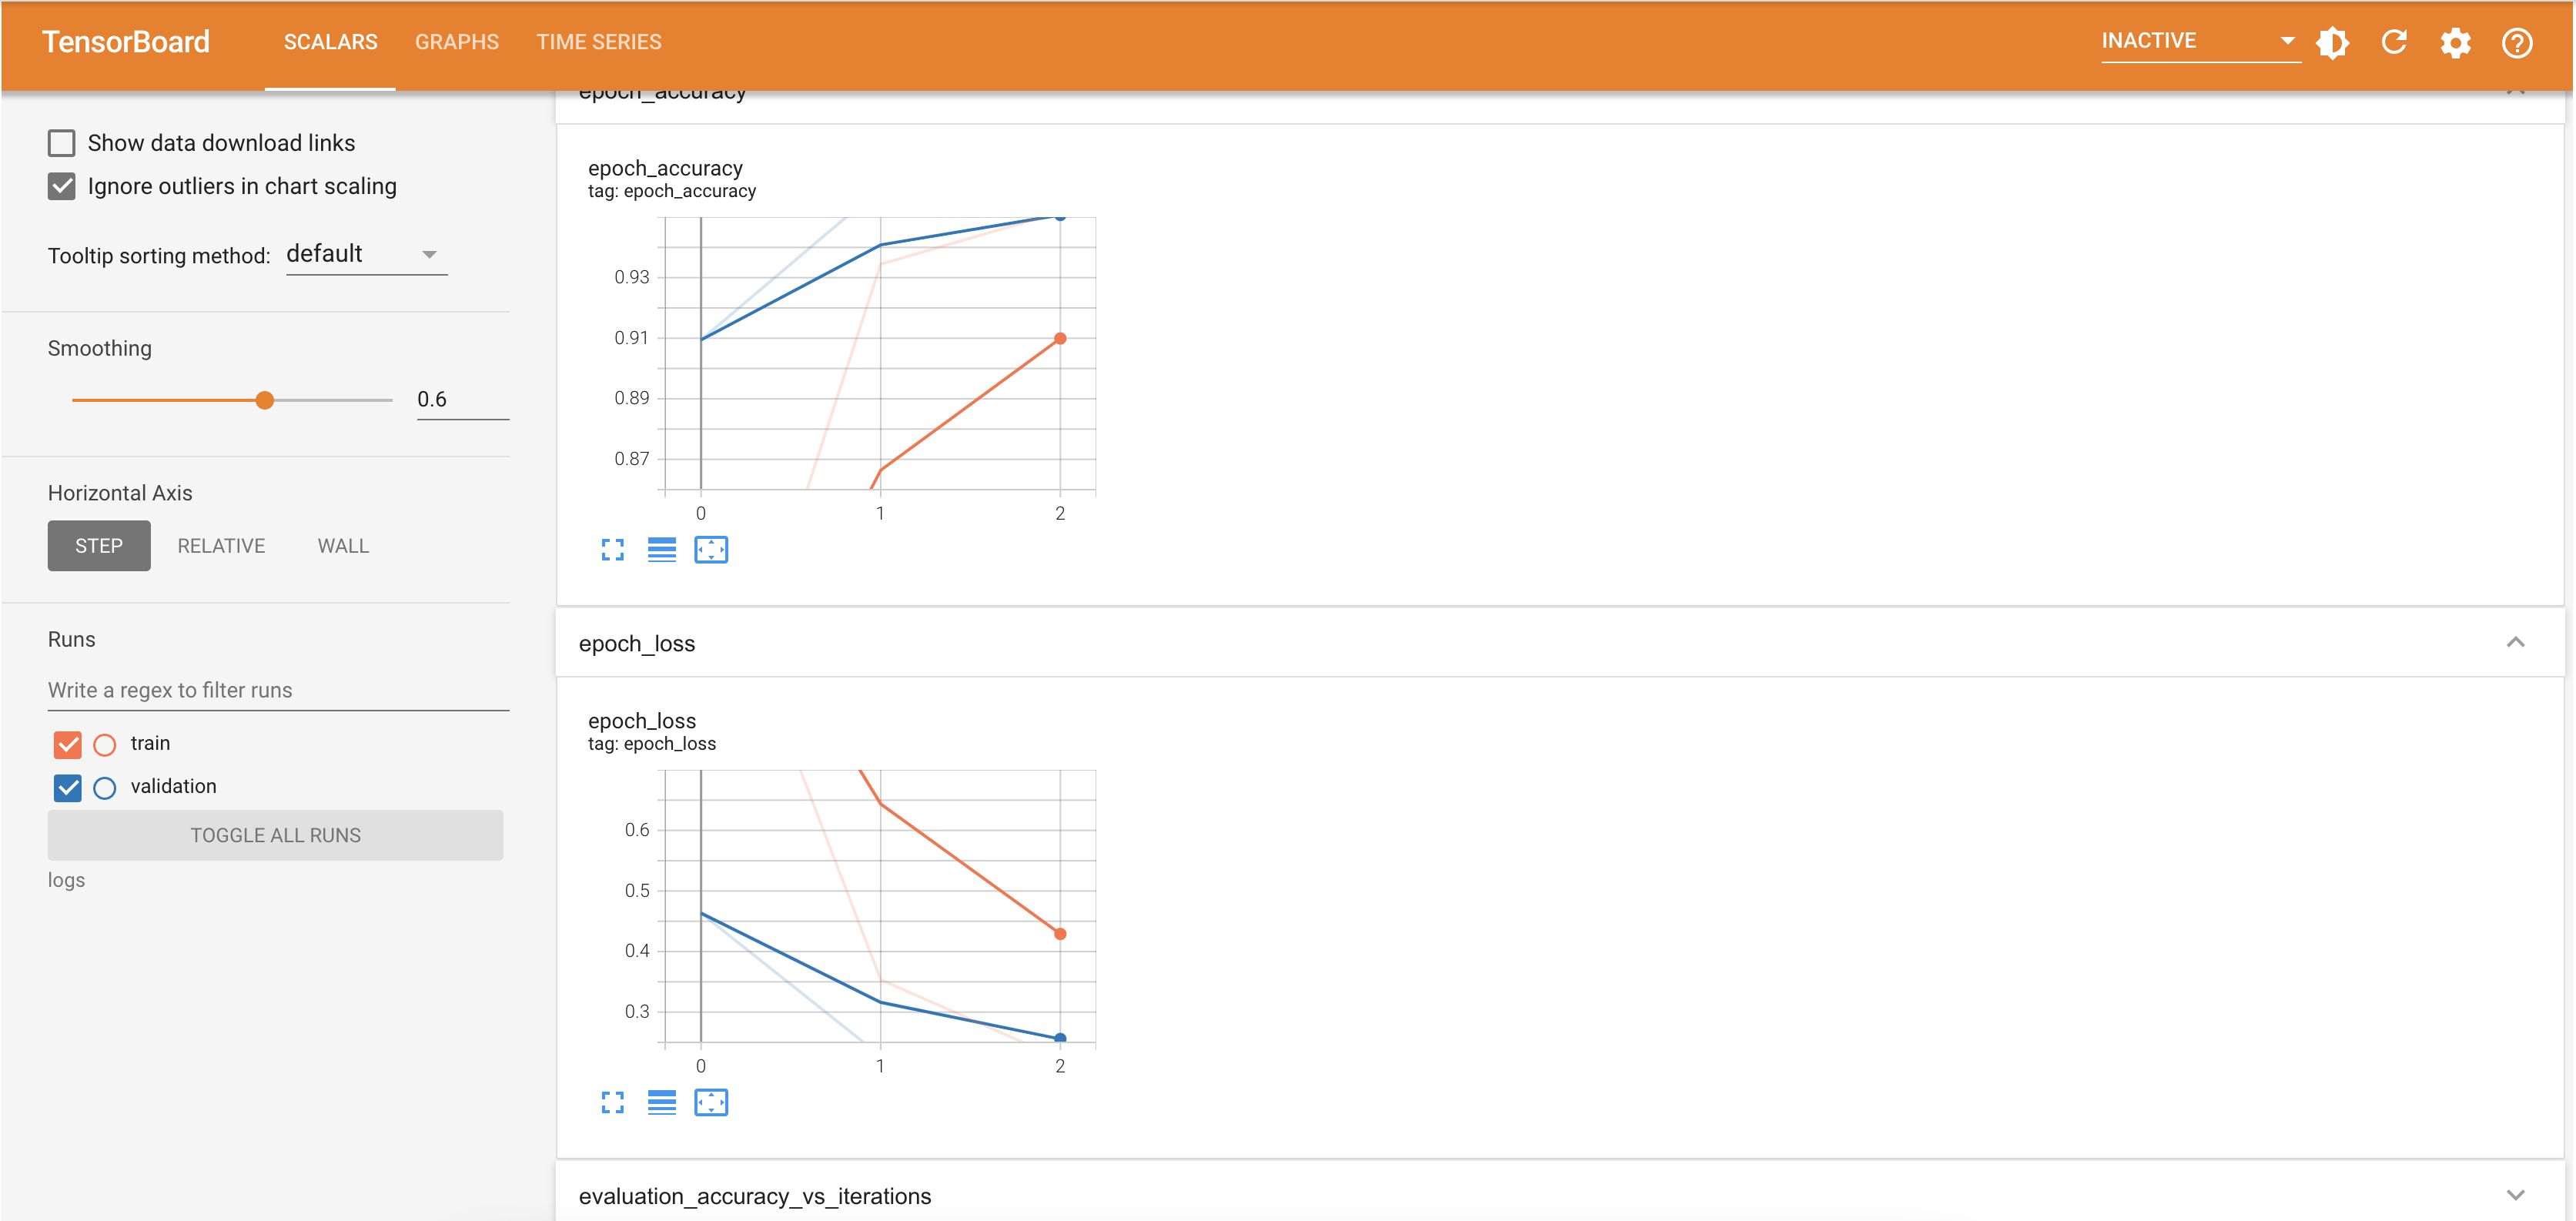 TensorBoard
SCALARS
GRAPHS
TIME SERIES
INACTIVE
Show data download links
Ignore outliers in chart scaling
Tooltip sorting method: default
Smoothing
0.6
Horizontal Axis
STEP
RELATIVE
WALL
Runs
Write a regex to filter runs
train
validation
TOGGLE ALL RUNS
logs
epoch_accuracy
epoch_accuracy
tag: epoch_accuracy
0.93
0.91
0.89
0.87
0
1
2
epoch_loss
epoch_loss
tag: epoch_loss
0.6
0.5
0.4
0.3
0
1
2
evaluation_accuracy_vs_iterations